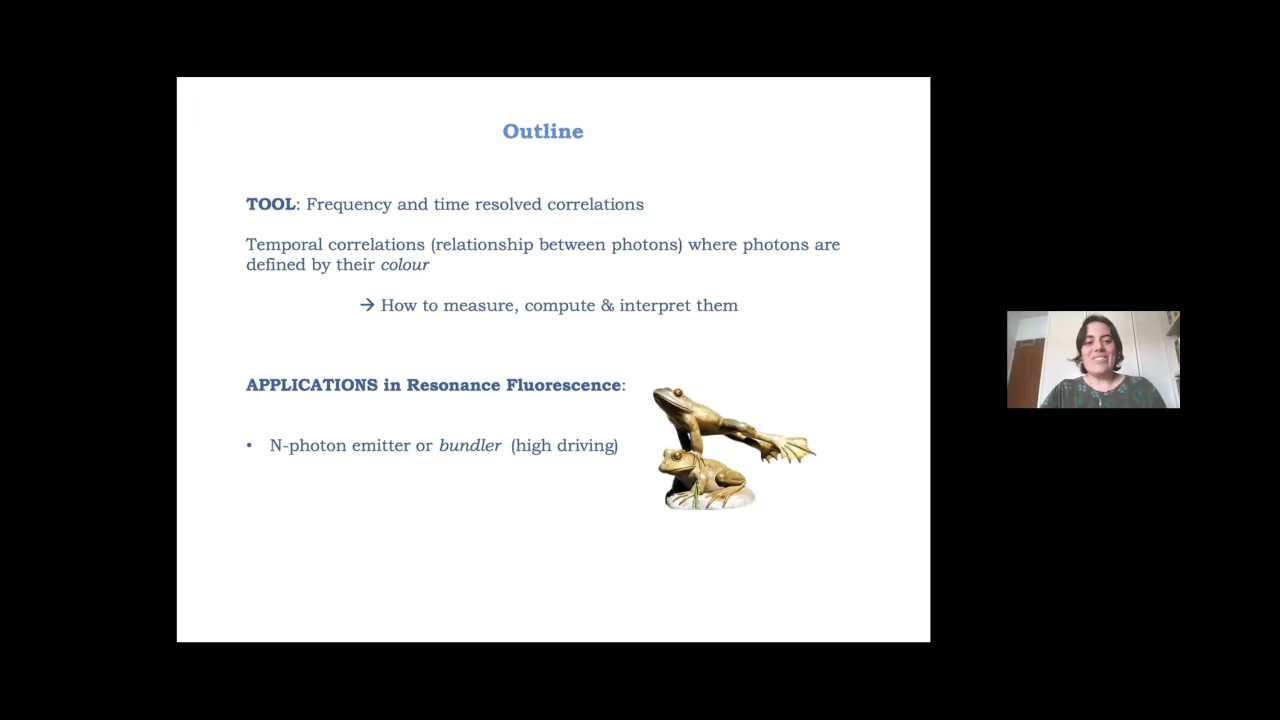 Outline
TOOL: Frequency and time resolved correlations
Temporal correlations (relationship between photons) where photons are
defined by their colour
→ How to measure, compute & interpret them
APPLICATIONS in Resonance Fluorescence:
• N-photon emitter or bundler (high driving)